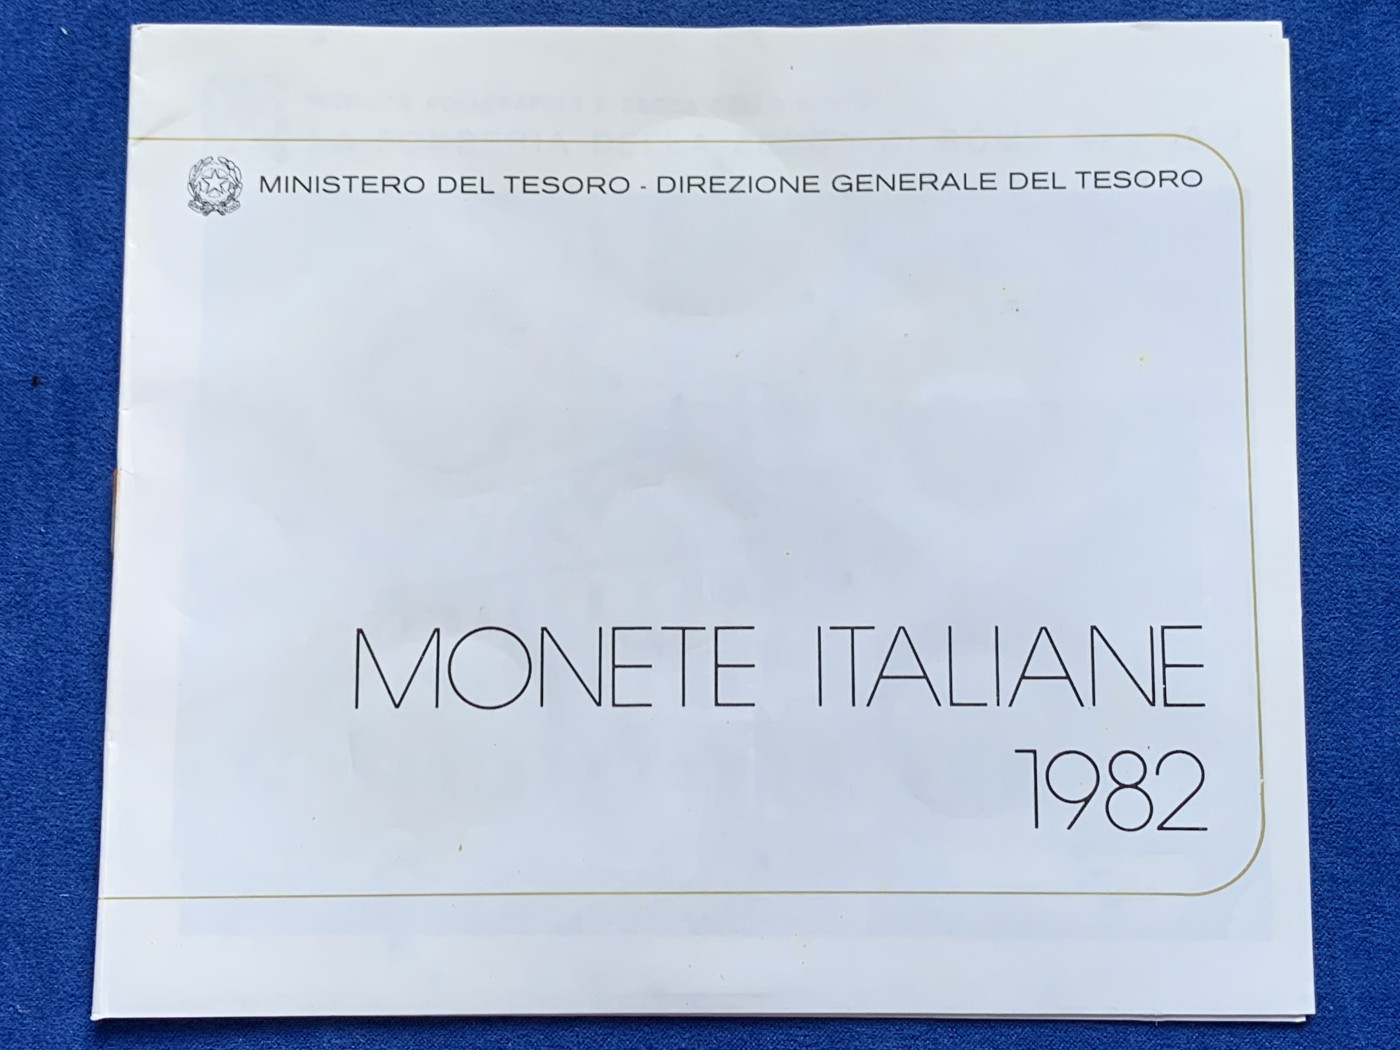 MINISTERO DEL TESORO - DIREZIONE GENERALE DEL TESORO
MONETE ITALIANE
1982